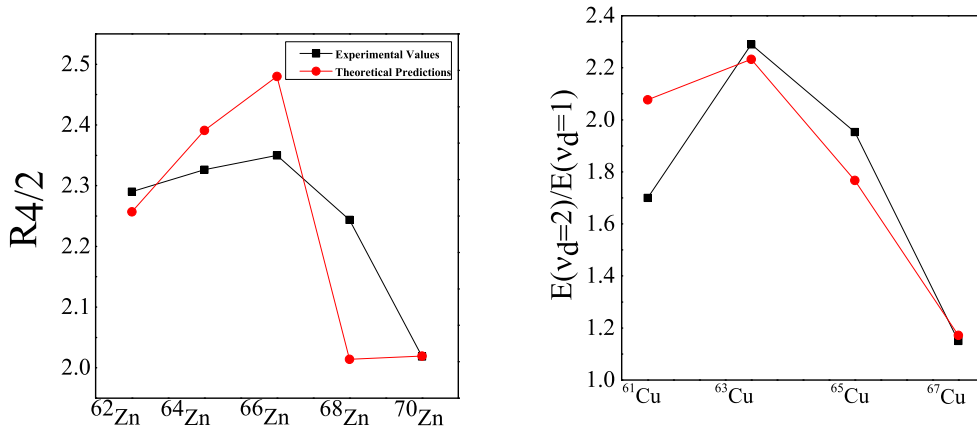 R4/2
2.5
2.4
2.3
2.2
2.1
2.0
Experimental Values
Theoretical Predictions
62Zn 64Zn 66Zn 68Zn 70Zn
E(νd=2)/E(νd=1)
2.4
2.2
2.0
1.8
1.6
1.4
1.2
1.0
61Cu 63Cu 65Cu 67Cu